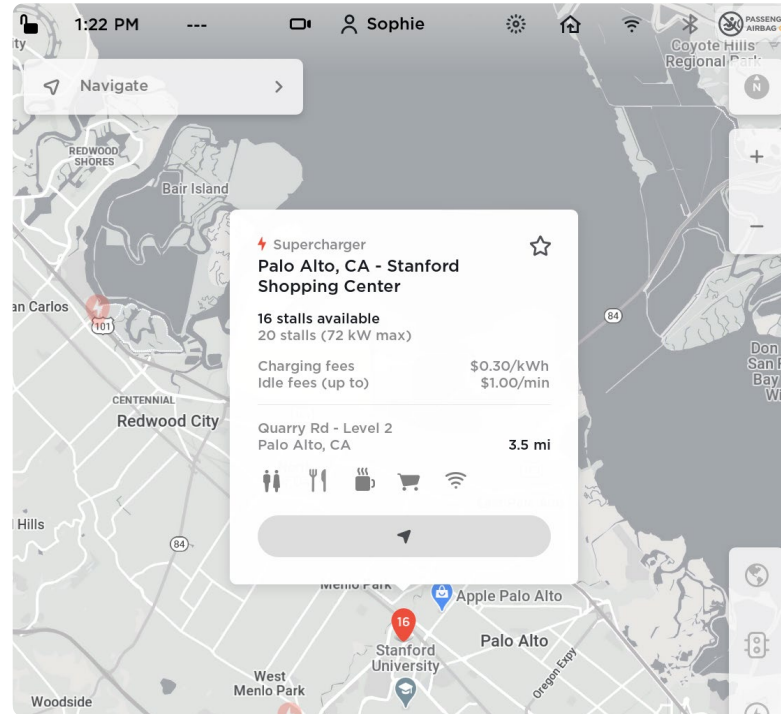 1:22 PM
---
Sophie
PASSENG
AIRBAG
ity
Coyote Hills
Regional Park
Navigate
N
REDWOOD
SHORES
Bair Island
+
−
Supercharger
Palo Alto, CA - Stanford
Shopping Center
16 stalls available
20 stalls (72 kW max)
an Carlos
101
84
Charging fees $0.30/kWh
Idle fees (up to) $1.00/min
Don
San F
Bay
Wi
CENTENNIAL
Redwood City
Quarry Rd - Level 2
Palo Alto, CA 3.5 mi
Hills
84
Menlo Park
Apple Palo Alto
16
Stanford
University
Palo Alto
Oregon Expy
West
Menlo Park
Woodside